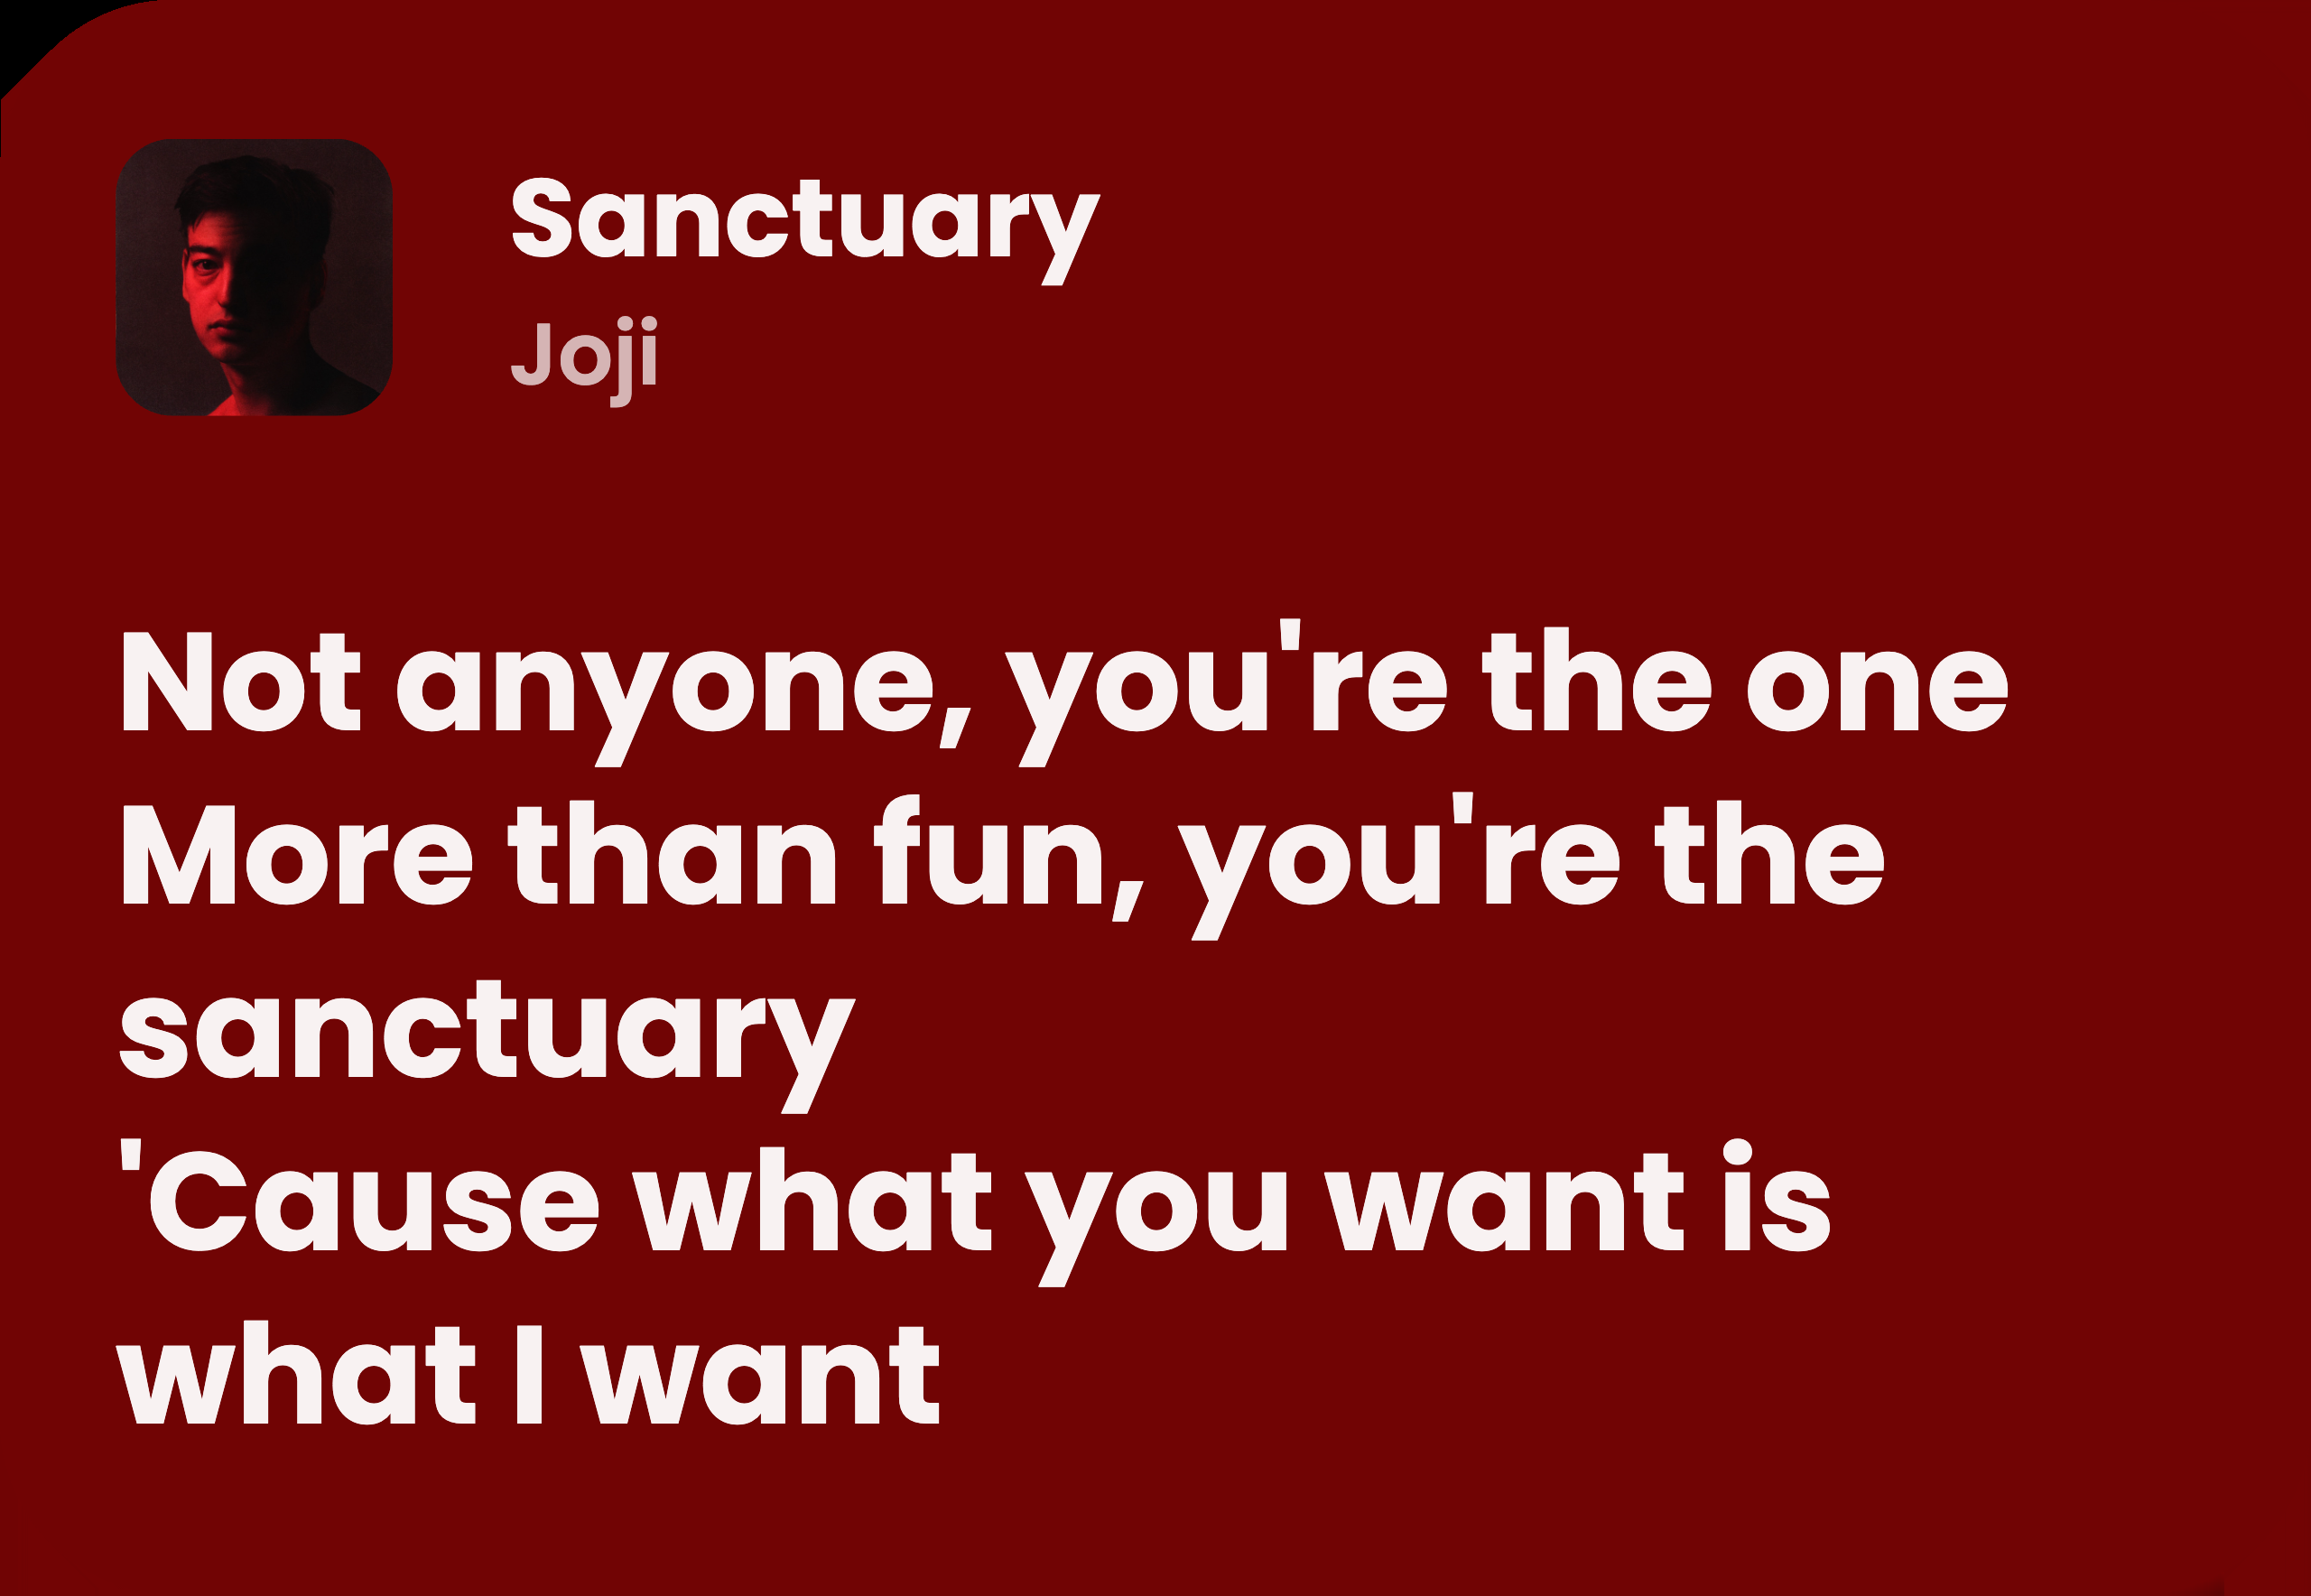 Sanctuary
Joji
Not anyone, you're the one
More than fun, you're the
sanctuary
'Cause what you want is
what I want